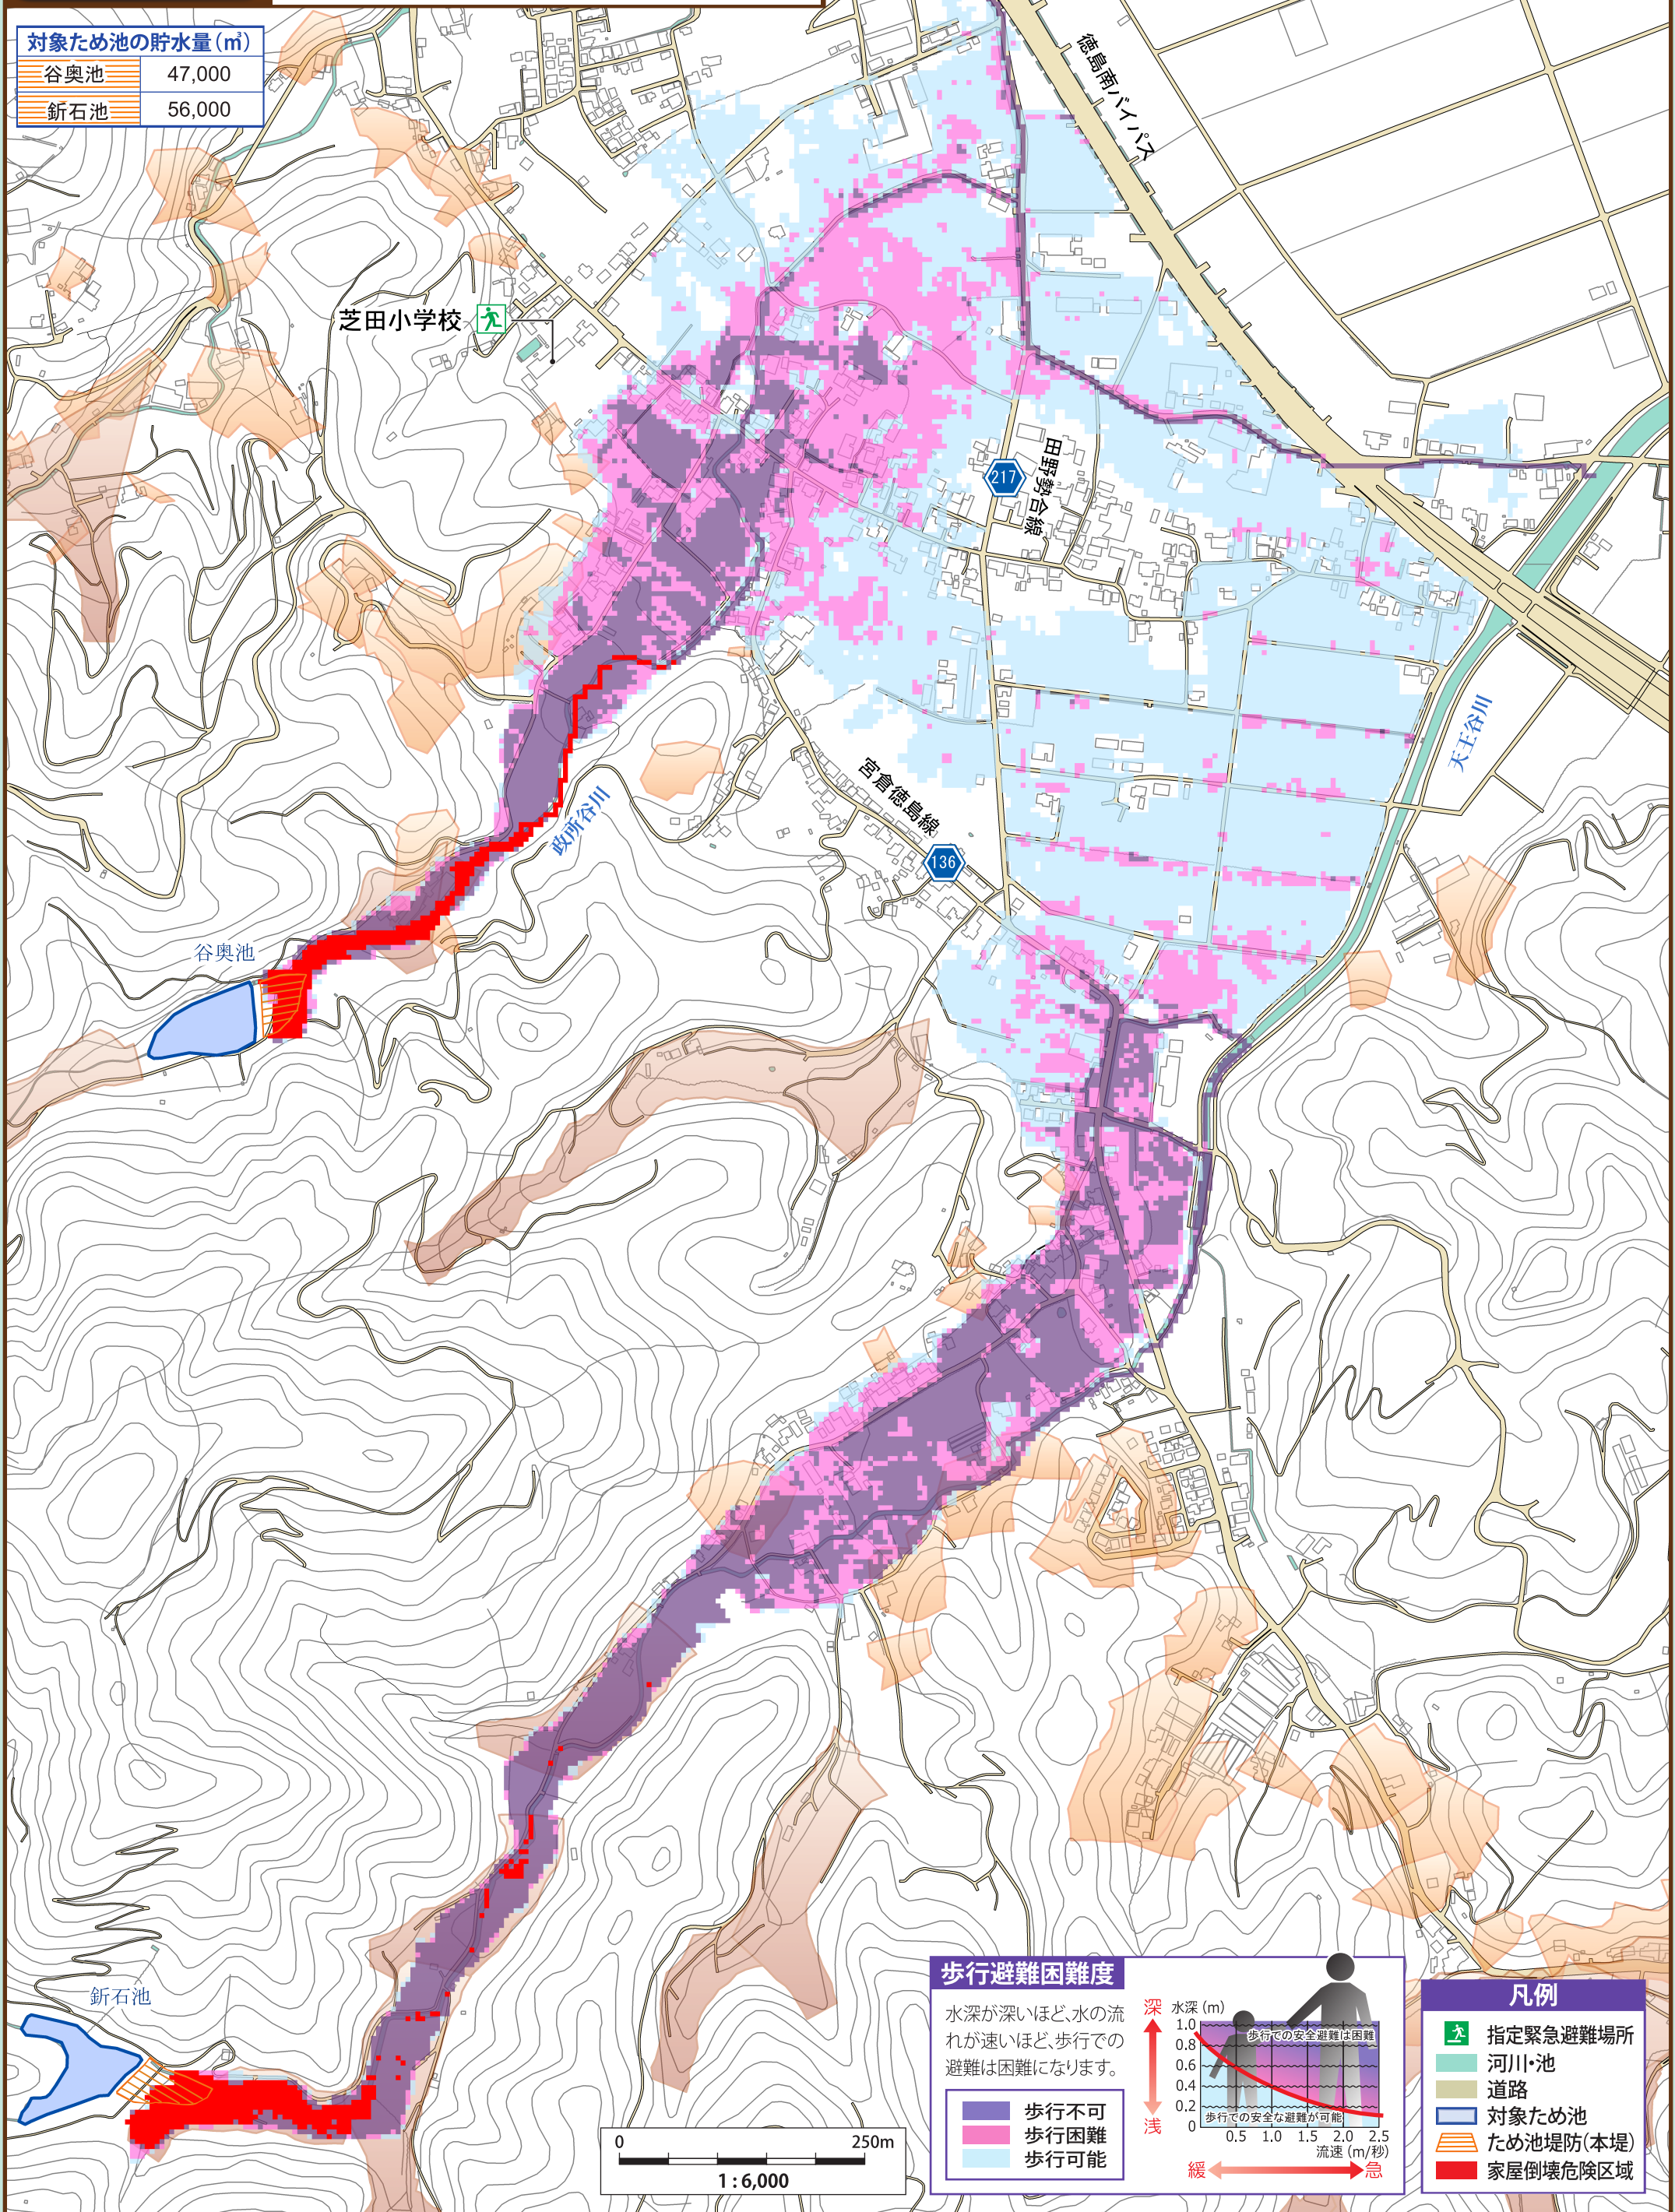 対象ため池の貯水量(㎥)
谷奥池 47,000
釿石池 56,000
徳島南バイパス
芝田小学校
217
田野勢合線
天王谷川
宮倉徳島線
136
政所谷川
谷奥池
釿石池
0 250m
1:6,000
歩行避難困難度
水深が深いほど、水の流
れが速いほど、歩行での
避難は困難になります。
歩行不可
歩行困難
歩行可能
深
浅
水深(m)
1.0
0.8
0.6
0.4
0.2
0
歩行での安全避難は困難
歩行での安全な避難が可能
0.5 1.0 1.5 2.0 2.5
流速(m/秒)
緩 急
凡例
指定緊急避難場所
河川・池
道路
対象ため池
ため池堤防(本堤)
家屋倒壊危険区域